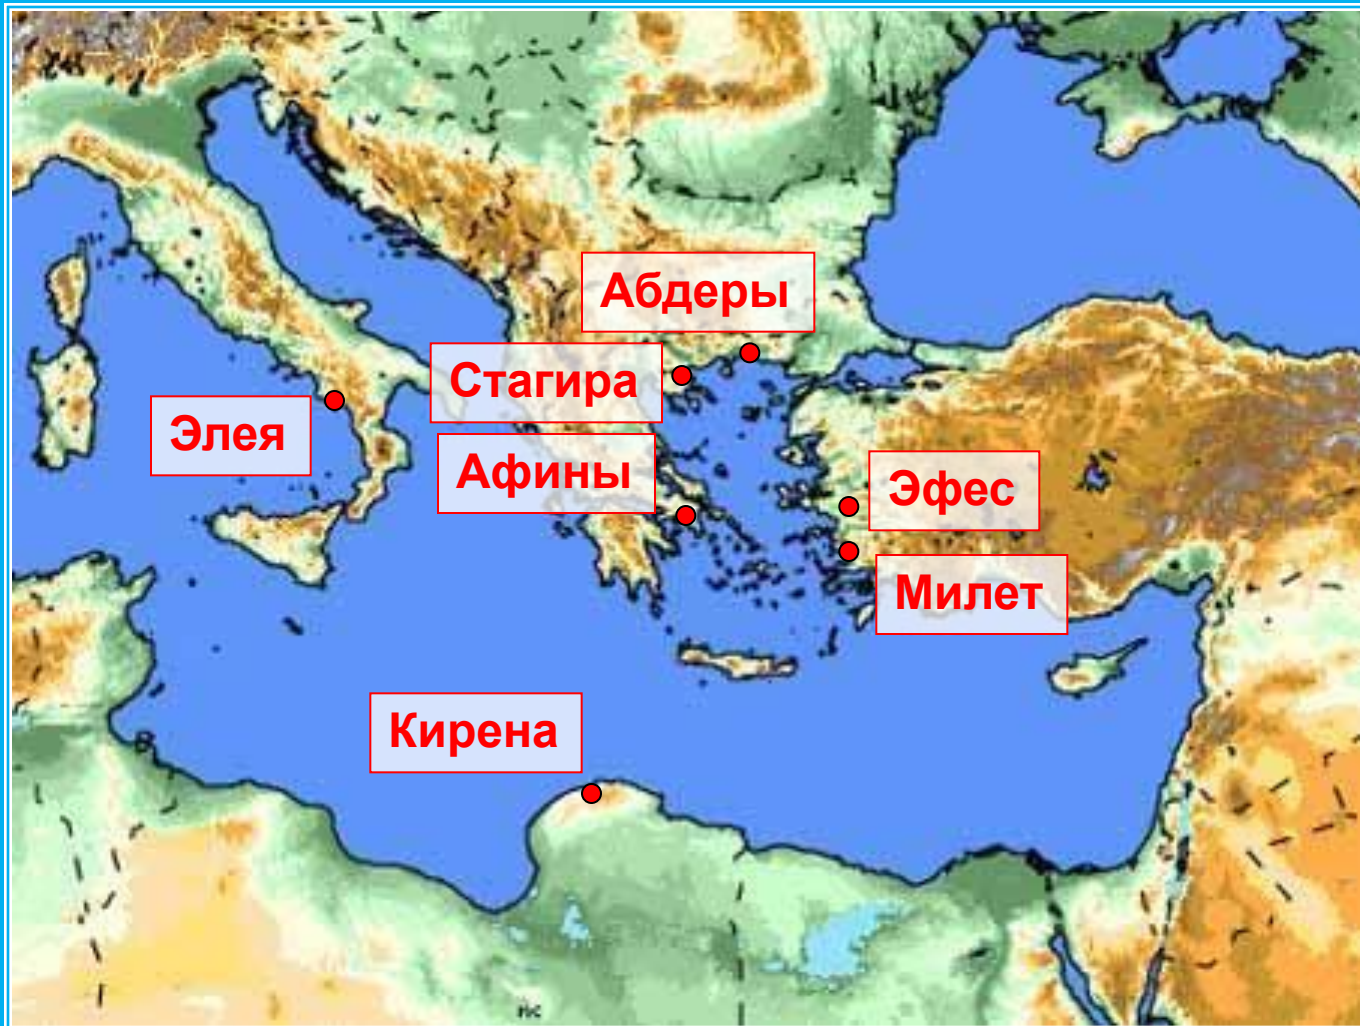 Абдеры
Стагира
Элея
Афины
Эфес
Милет
Кирена